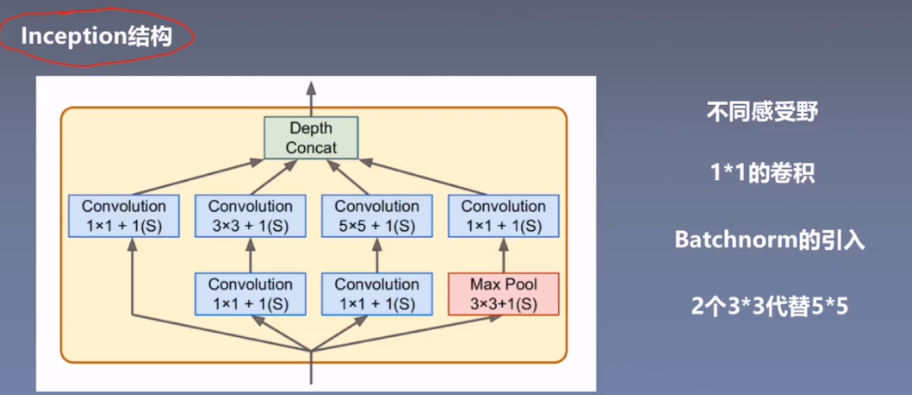 Inception结构
Depth
Concat
Convolution
1×1 + 1(S)
Convolution
3×3 + 1(S)
Convolution
5×5 + 1(S)
Convolution
1×1 + 1(S)
Convolution
1×1 + 1(S)
Convolution
1×1 + 1(S)
Max Pool
3×3+1(S)
不同感受野
1*1的卷积
Batchnorm的引入
2个3*3代替5*5